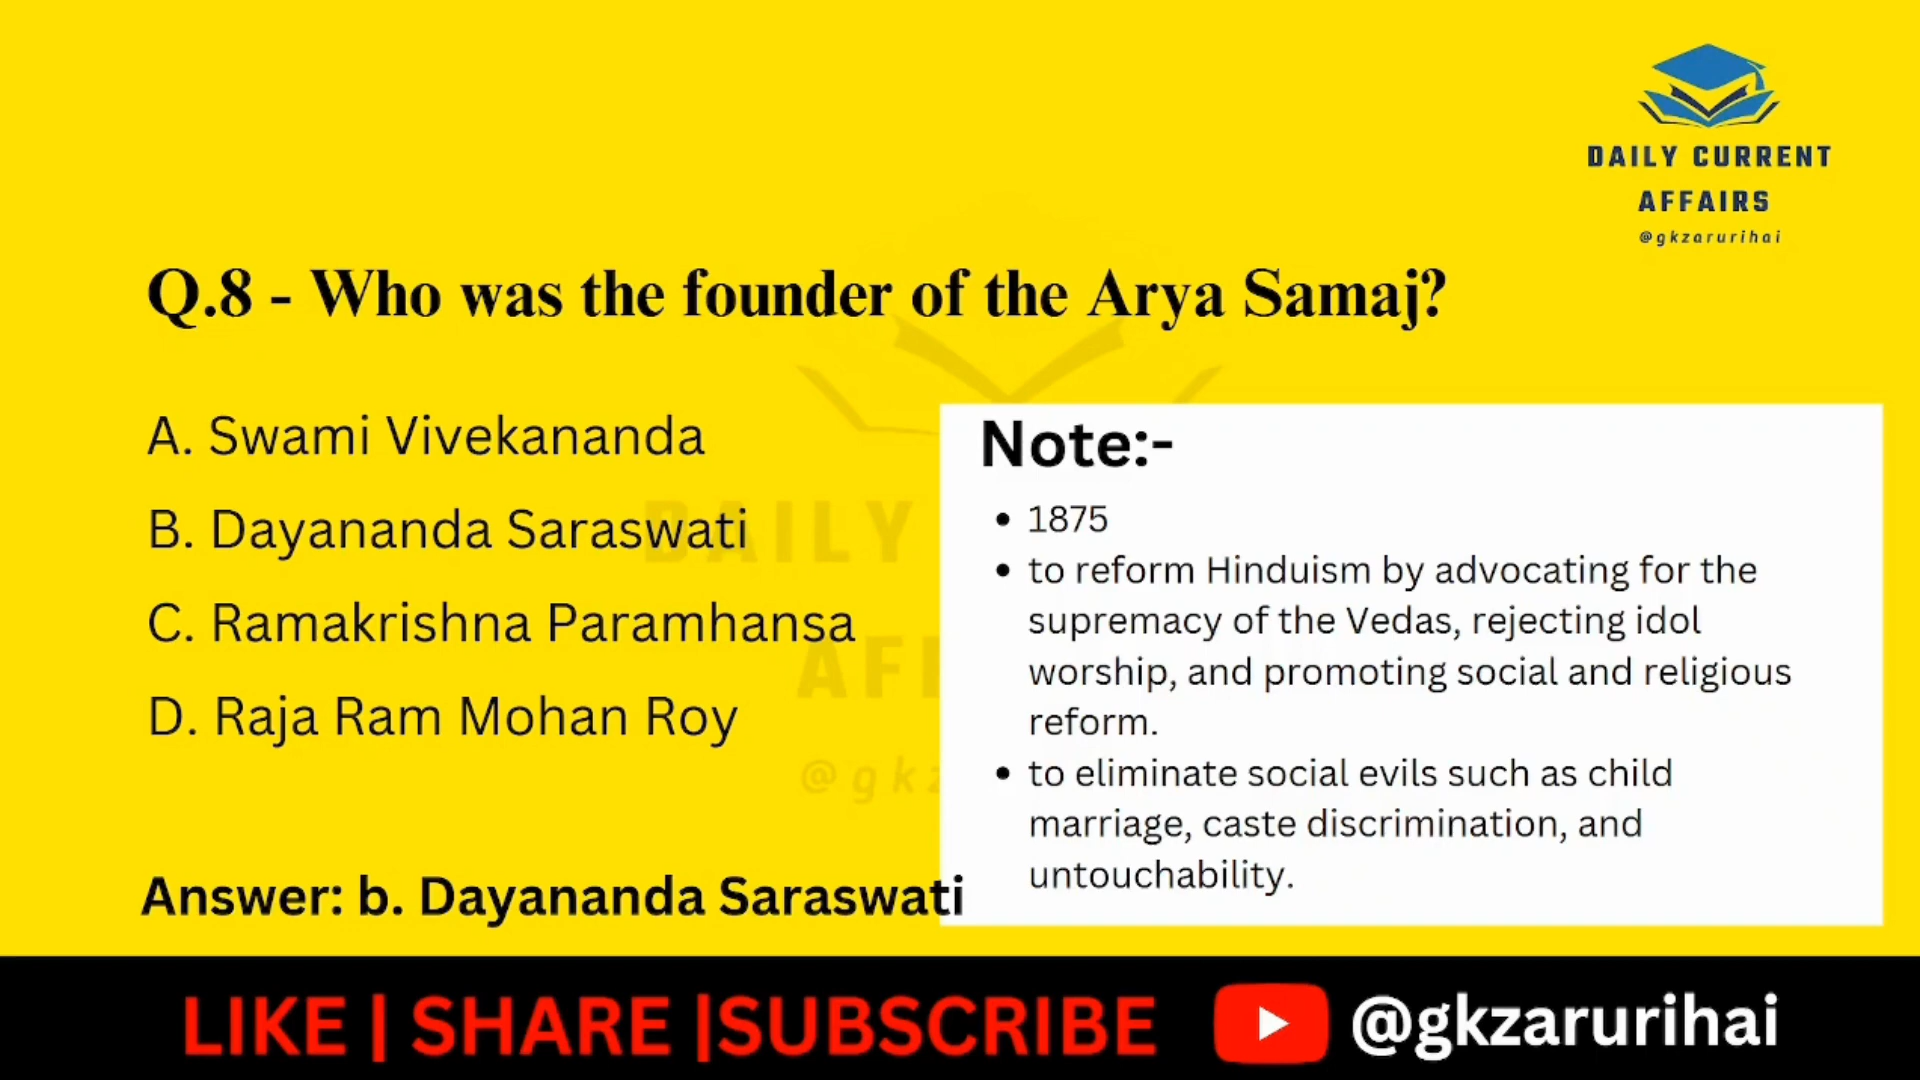 DAILY CURRENT
AFFAIRS
@gkzarurihai
Q.8 - Who was the founder of the Arya Samaj?
A. Swami Vivekananda
B. Dayananda Saraswati
C. Ramakrishna Paramhansa
D. Raja Ram Mohan Roy
Answer: b. Dayananda Saraswati
Note:-
• 1875
• to reform Hinduism by advocating for the
supremacy of the Vedas, rejecting idol
worship, and promoting social and religious
reform.
• to eliminate social evils such as child
marriage, caste discrimination, and
untouchability.
DAILY
LIKE | SHARE |SUBSCRIBE
@gkzarurihai